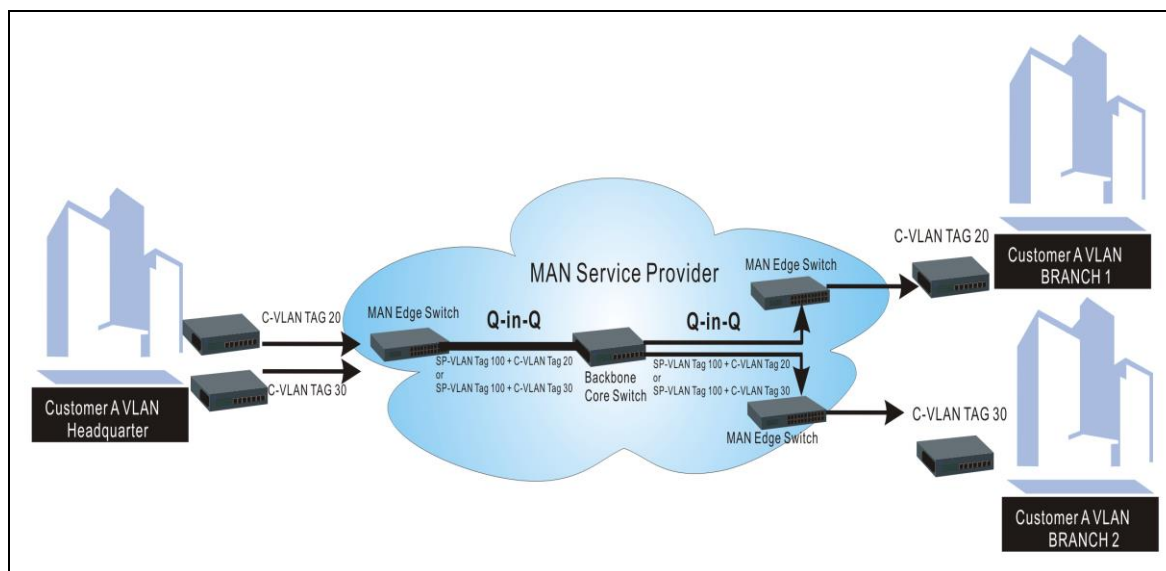 C-VLAN TAG 20
C-VLAN TAG 30
Customer A VLAN
Headquarter
MAN Service Provider
MAN Edge Switch
Q-in-Q
SP-VLAN Tag 100 + C-VLAN Tag 20
or
SP-VLAN Tag 100 + C-VLAN Tag 30
Backbone
Core Switch
Q-in-Q
SP-VLAN Tag 100 + C-VLAN Tag 20
or
SP-VLAN Tag 100 + C-VLAN Tag 30
MAN Edge Switch
MAN Edge Switch
C-VLAN TAG 20
Customer A VLAN
BRANCH 1
C-VLAN TAG 30
Customer A VLAN
BRANCH 2